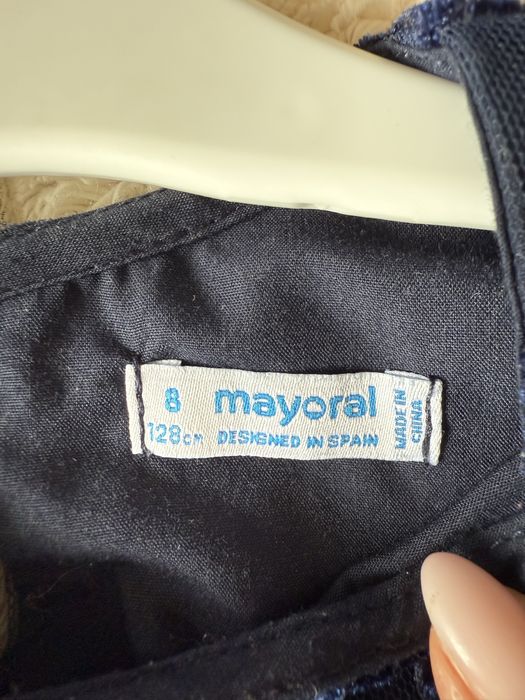 8 mayoral
128cm DESIGNED IN SPAIN
MADE IN
CHINA